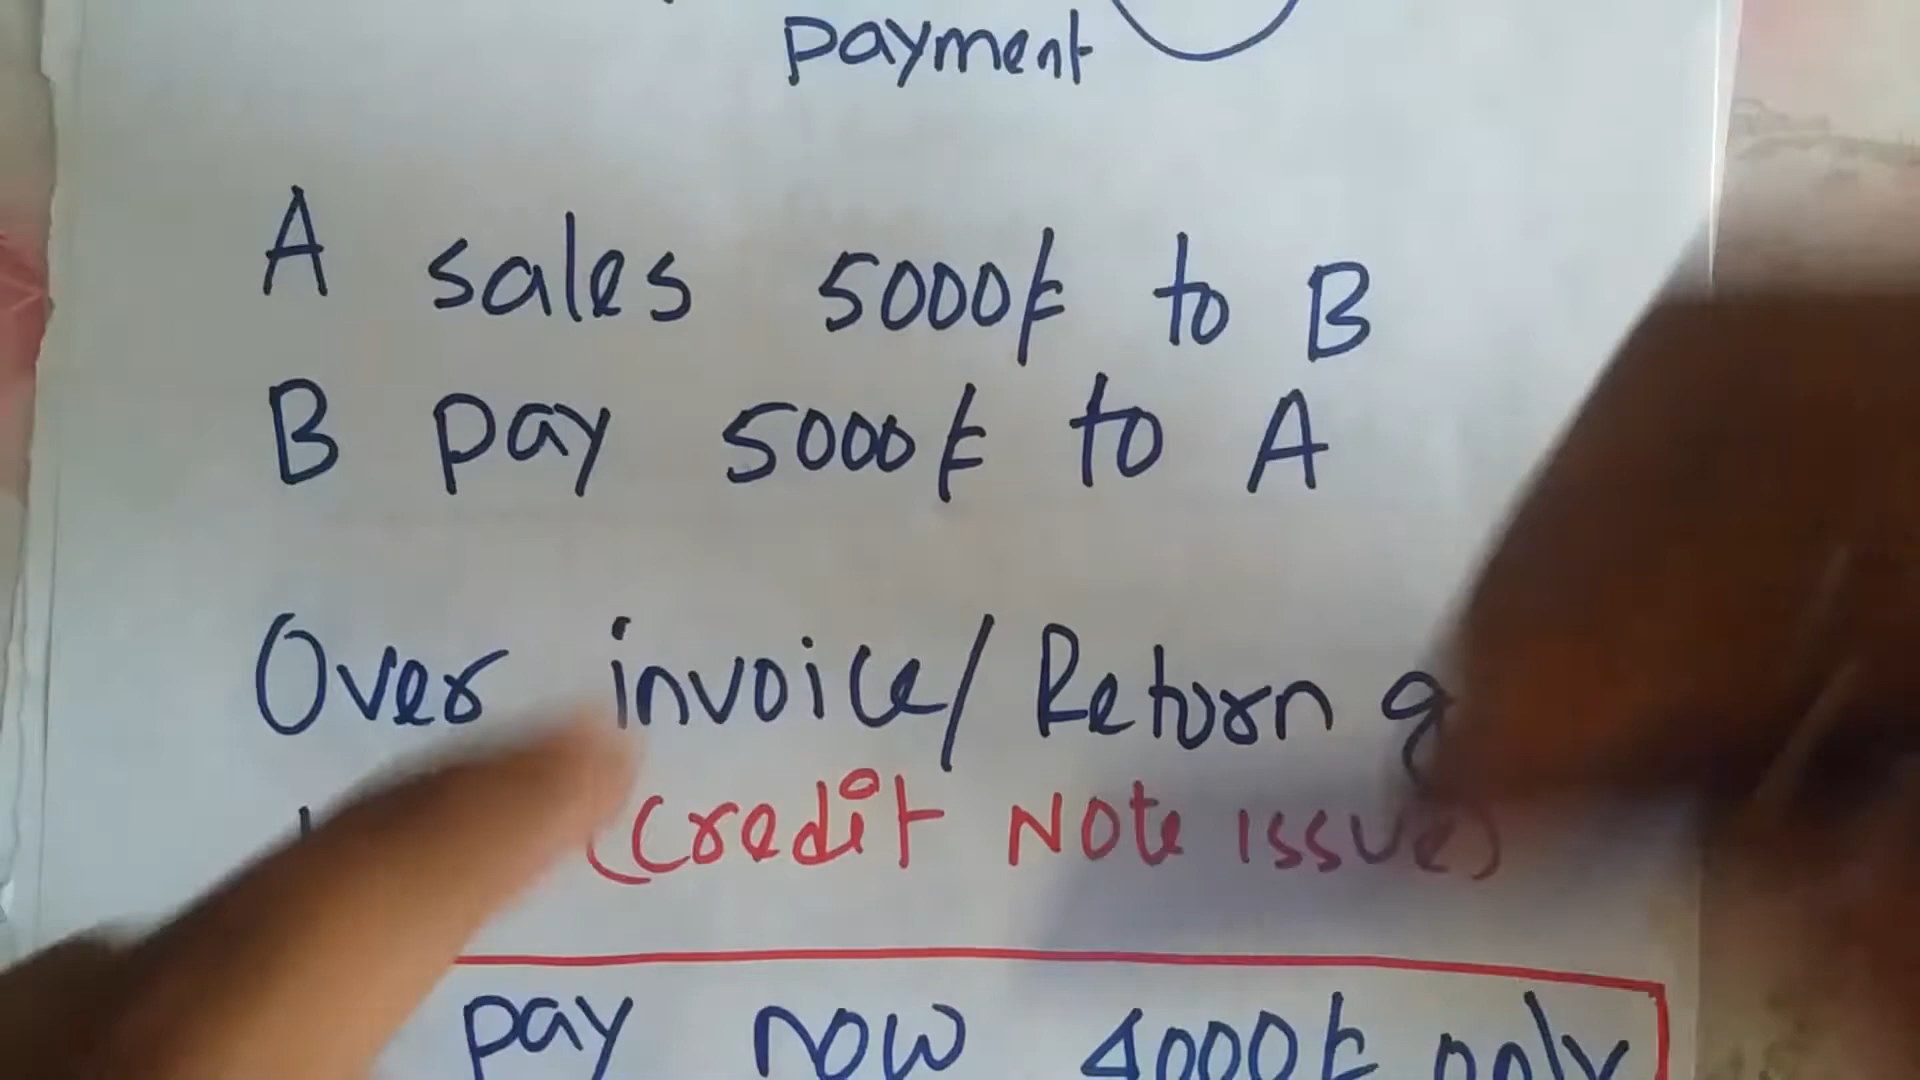 payment
A sales 5000/- to B
B pay 5000/- to A
Over invoice/Return
(Credit Note issue)
pay now 4000/- only